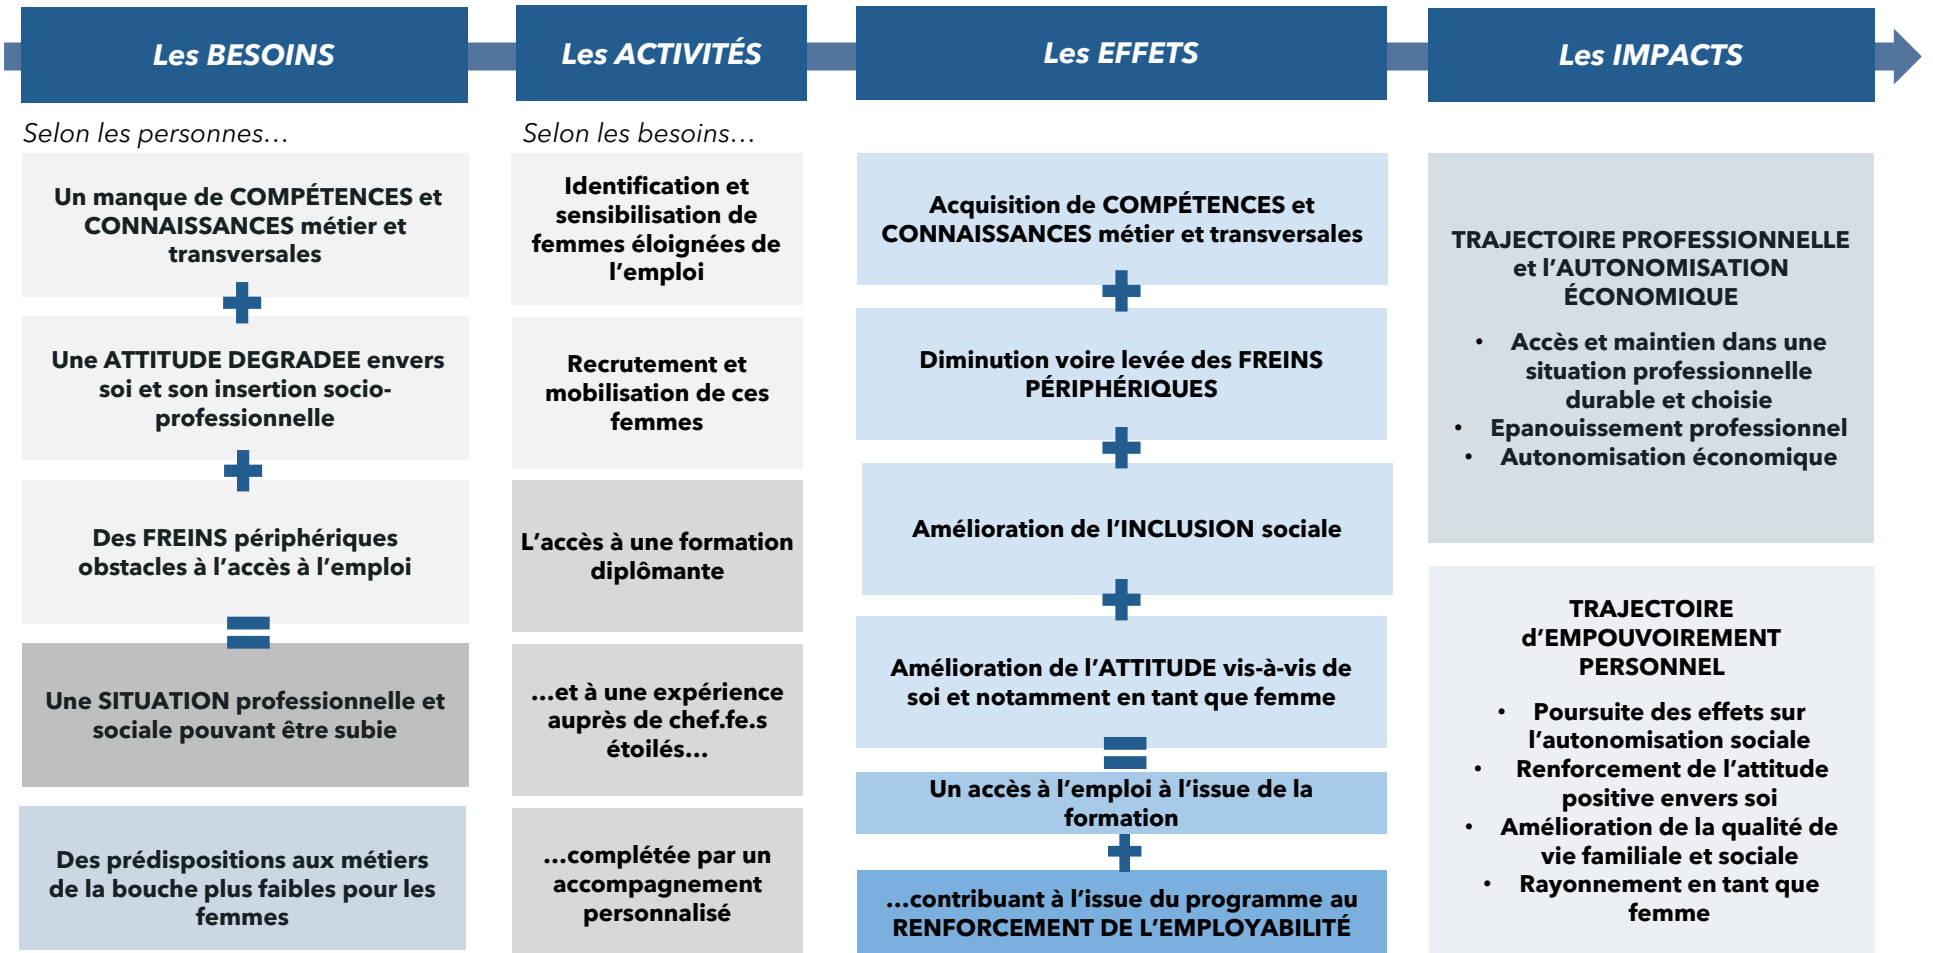 Les BESOINS
Les ACTIVITÉS
Les EFFETS
Les IMPACTS
Selon les personnes…
Un manque de COMPÉTENCES et
CONNAISSANCES métier et
transversales
Une ATTITUDE DEGRADEE envers
soi et son insertion socio-
professionnelle
Des FREINS périphériques
obstacles à l’accès à l’emploi
Une SITUATION professionnelle et
sociale pouvant être subie
Des prédispositions aux métiers
de la bouche plus faibles pour les
femmes
Selon les besoins…
Identification et
sensibilisation de
femmes éloignées de
l’emploi
Recrutement et
mobilisation de ces
femmes
L’accès à une formation
diplômante
…et à une expérience
auprès de chef.fe.s
étoilés…
…complétée par un
accompagnement
personnalisé
Acquisition de COMPÉTENCES et
CONNAISSANCES métier et transversales
Diminution voire levée des FREINS
PÉRIPHÉRIQUES
Amélioration de l’INCLUSION sociale
Amélioration de l’ATTITUDE vis-à-vis de
soi et notamment en tant que femme
Un accès à l’emploi à l’issue de la
formation
…contribuant à l’issue du programme au
RENFORCEMENT DE L’EMPLOYABILITÉ
TRAJECTOIRE PROFESSIONNELLE
et l’AUTONOMISATION
ÉCONOMIQUE
• Accès et maintien dans une
situation professionnelle
durable et choisie
• Epanouissement professionnel
• Autonomisation économique
TRAJECTOIRE
d’EMPOUVOIREMENT
PERSONNEL
• Poursuite des effets sur
l’autonomisation sociale
• Renforcement de l’attitude
positive envers soi
• Amélioration de la qualité de
vie familiale et sociale
• Rayonnement en tant que
femme